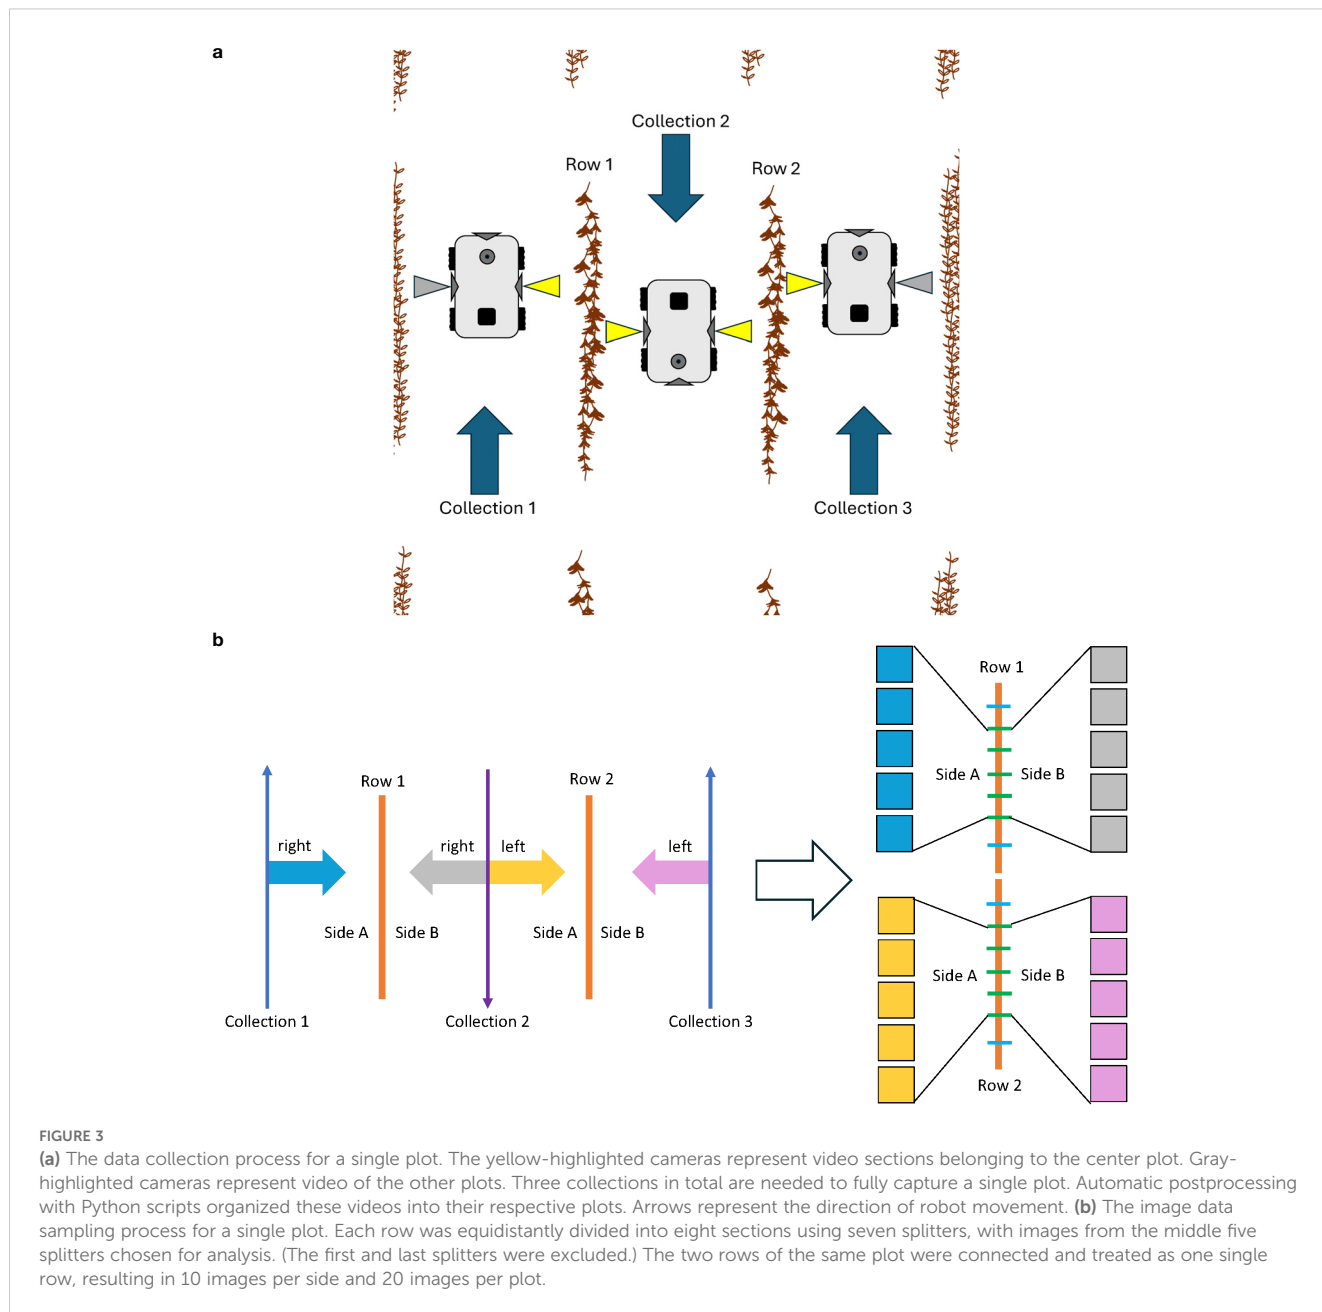 a
Collection 2
Row 1
Row 2
Collection 1
Collection 3
b
Row 1
Row 2
right
right
left
left
Side A
Side B
Side A
Side B
Collection 1
Collection 2
Collection 3
Row 1
Side A
Side B
Side A
Side B
Row 2
FIGURE 3
(a) The data collection process for a single plot. The yellow-highlighted cameras represent video sections belonging to the center plot. Gray-
highlighted cameras represent video of the other plots. Three collections in total are needed to fully capture a single plot. Automatic postprocessing
with Python scripts organized these videos into their respective plots. Arrows represent the direction of robot movement. (b) The image data
sampling process for a single plot. Each row was equidistantly divided into eight sections using seven splitters, with images from the middle five
splitters chosen for analysis. (The first and last splitters were excluded.) The two rows of the same plot were connected and treated as one single
row, resulting in 10 images per side and 20 images per plot.